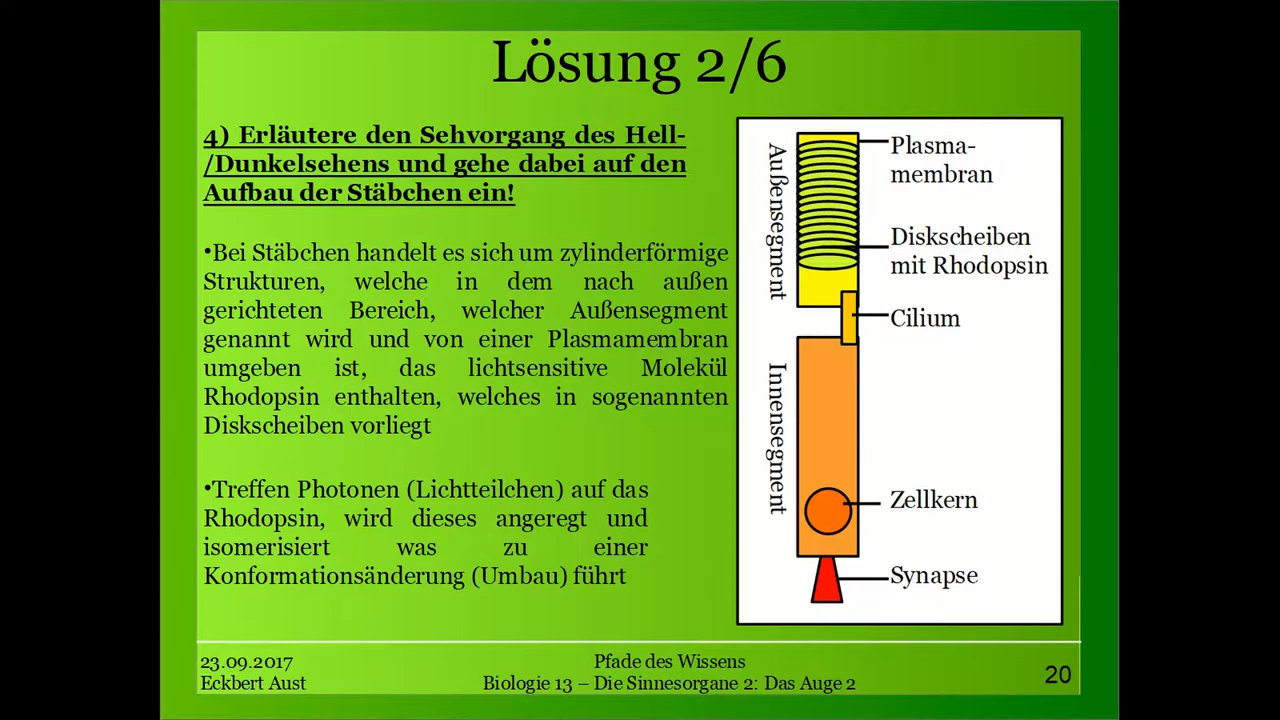 Lösung 2/6
4) Erläutere den Sehvorgang des Hell-
/Dunkelsehens und gehe dabei auf den
Aufbau der Stäbchen ein!
•Bei Stäbchen handelt es sich um zylinderförmige
Strukturen, welche in dem nach außen
gerichteten Bereich, welcher Außensegment
genannt wird und von einer Plasmamembran
umgeben ist, das lichtsensitive Molekül
Rhodopsin enthalten, welches in sogenannten
Diskscheiben vorliegt
•Treffen Photonen (Lichtteilchen) auf das
Rhodopsin, wird dieses angeregt und
isomerisiert was zu einer
Konformationsänderung (Umbau) führt
Außensegment
Innensegment
Plasma-
membran
Diskscheiben
mit Rhodopsin
Cilium
Zellkern
Synapse
23.09.2017
Eckbert Aust
Pfade des Wissens
Biologie 13 – Die Sinnesorgane 2: Das Auge 2
20